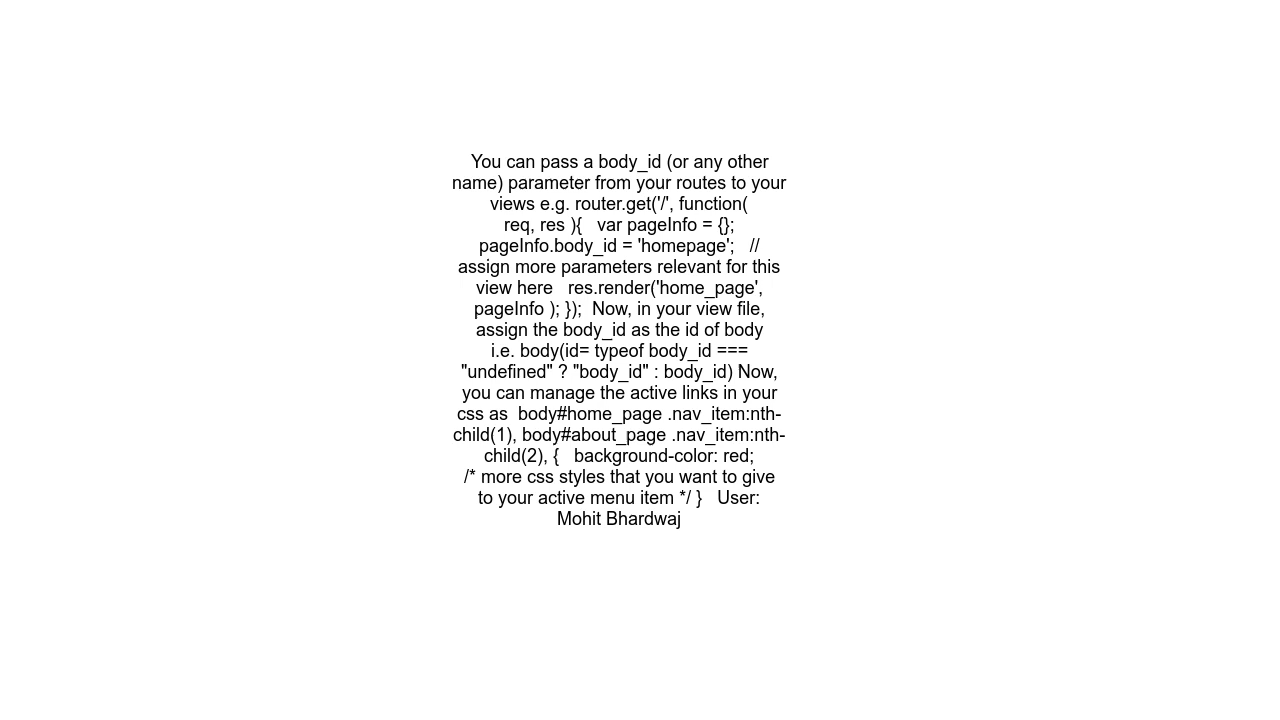 You can pass a body_id (or any other
name) parameter from your routes to your
views e.g. router.get('/', function(
req, res ){   var pageInfo = {};
pageInfo.body_id = 'homepage';   //
assign more parameters relevant for this
view here   res.render('home_page',
pageInfo ); });  Now, in your view file,
assign the body_id as the id of body
i.e. body(id= typeof body_id ===
"undefined" ? "body_id" : body_id) Now,
you can manage the active links in your
css as  body#home_page .nav_item:nth-
child(1), body#about_page .nav_item:nth-
child(2), {   background-color: red;
/* more css styles that you want to give
to your active menu item */ }   User:
Mohit Bhardwaj